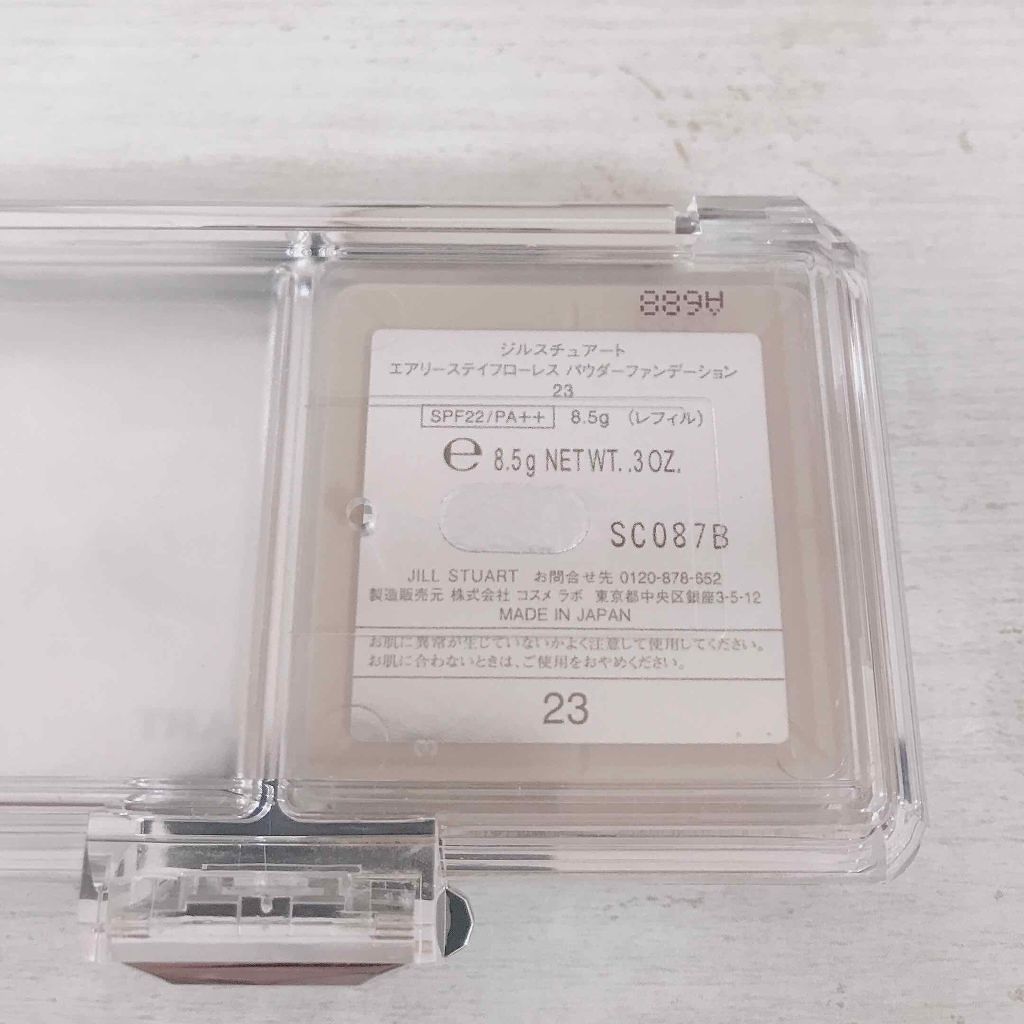 ジルスチュアート
エアリーステイフローレス パウダーファンデーション
23
SPF22/PA++ 8.5g (レフィル)
℮ 8.5g NET WT. .3 OZ.
SC087B
JILL STUART お問合せ先 0120-878-652
製造販売元 株式会社 コスメ ラボ 東京都中央区銀座3-5-12
MADE IN JAPAN
お肌に異常が生じていないかよく注意して使用してください。
お肌に合わないときは、ご使用をおやめください。
23